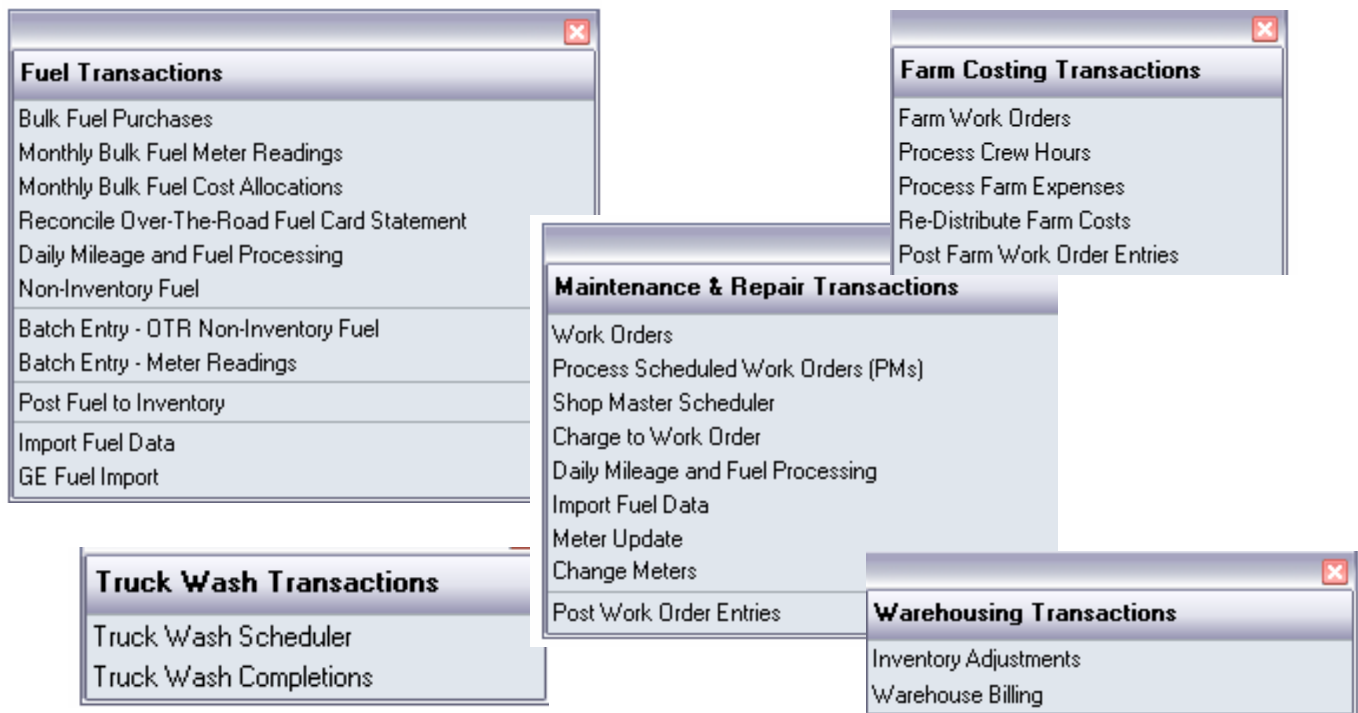 Fuel Transactions
Bulk Fuel Purchases
Monthly Bulk Fuel Meter Readings
Monthly Bulk Fuel Cost Allocations
Reconcile Over-The-Road Fuel Card Statement
Daily Mileage and Fuel Processing
Non-Inventory Fuel
Batch Entry - OTR Non-Inventory Fuel
Batch Entry - Meter Readings
Post Fuel to Inventory
Import Fuel Data
GE Fuel Import
Farm Costing Transactions
Farm Work Orders
Process Crew Hours
Process Farm Expenses
Re-Distribute Farm Costs
Post Farm Work Order Entries
Maintenance & Repair Transactions
Work Orders
Process Scheduled Work Orders (PMs)
Shop Master Scheduler
Charge to Work Order
Daily Mileage and Fuel Processing
Import Fuel Data
Meter Update
Change Meters
Post Work Order Entries
Truck Wash Transactions
Truck Wash Scheduler
Truck Wash Completions
Warehousing Transactions
Inventory Adjustments
Warehouse Billing